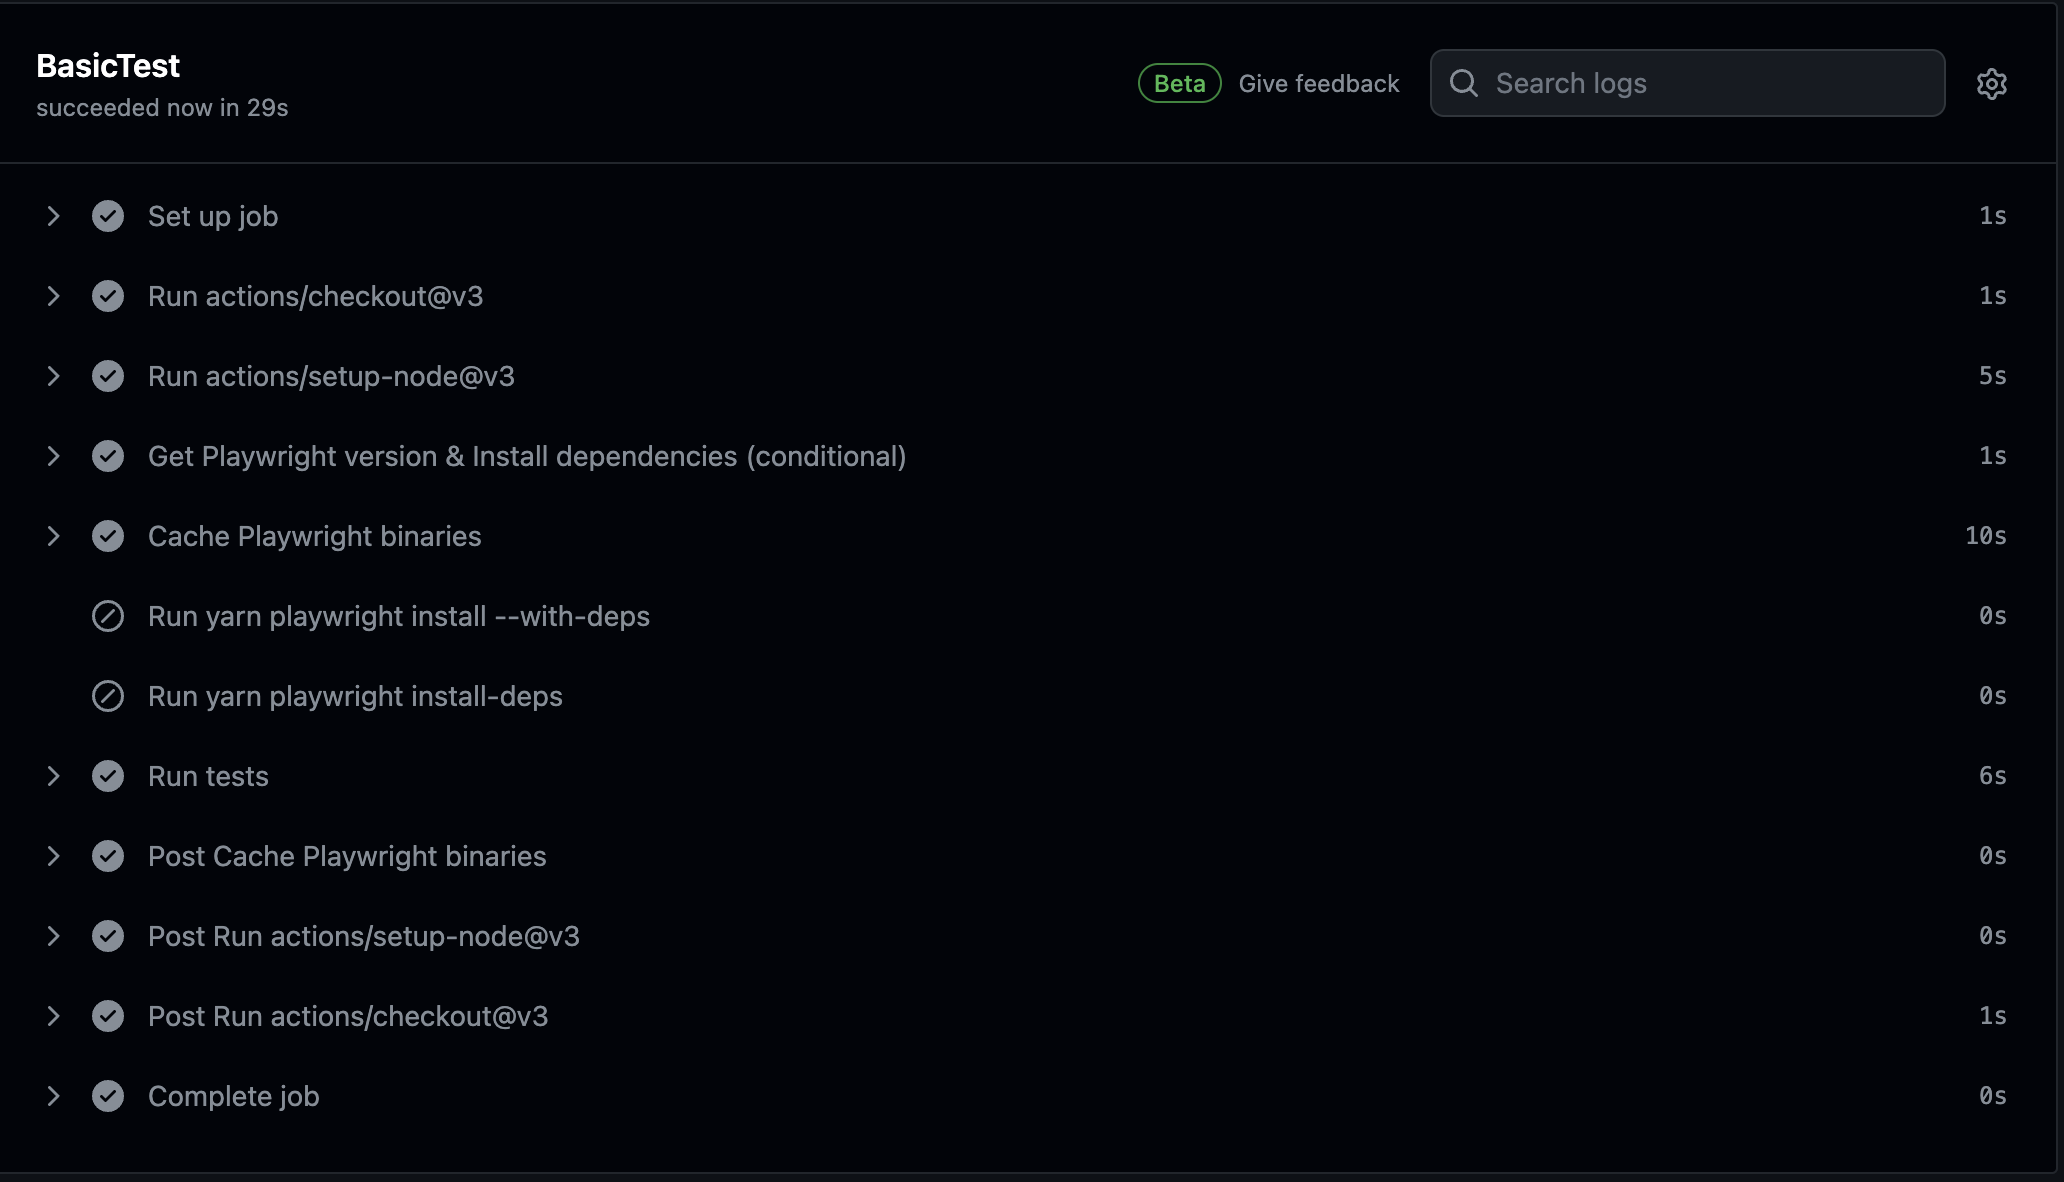 BasicTest
succeeded now in 29s
Beta Give feedback Search logs
Set up job 1s
Run actions/checkout@v3 1s
Run actions/setup-node@v3 5s
Get Playwright version & Install dependencies (conditional) 1s
Cache Playwright binaries 10s
Run yarn playwright install --with-deps 0s
Run yarn playwright install-deps 0s
Run tests 6s
Post Cache Playwright binaries 0s
Post Run actions/setup-node@v3 0s
Post Run actions/checkout@v3 1s
Complete job 0s